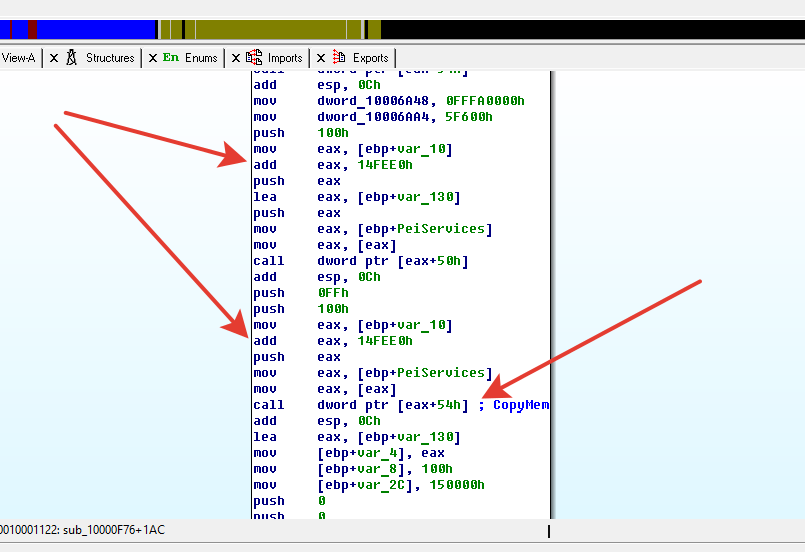 View-A Structures En Enums Imports Exports
add esp, 0Ch
mov dword_10006A48, 0FFFA0000h
mov dword_10006AA4, 5F600h
push 100h
mov eax, [ebp+var_10]
add eax, 14FEE0h
push eax
lea eax, [ebp+var_130]
push eax
mov eax, [ebp+PeiServices]
mov eax, [eax]
call dword ptr [eax+50h]
add esp, 0Ch
push 0FFh
push 100h
mov eax, [ebp+var_10]
add eax, 14FEE0h
push eax
mov eax, [ebp+PeiServices]
mov eax, [eax]
call dword ptr [eax+54h] ; CopyMem
add esp, 0Ch
lea eax, [ebp+var_130]
mov [ebp+var_4], eax
mov [ebp+var_8], 100h
mov [ebp+var_2C], 150000h
push 0
push 0
0010001122: sub_10000F76+1AC